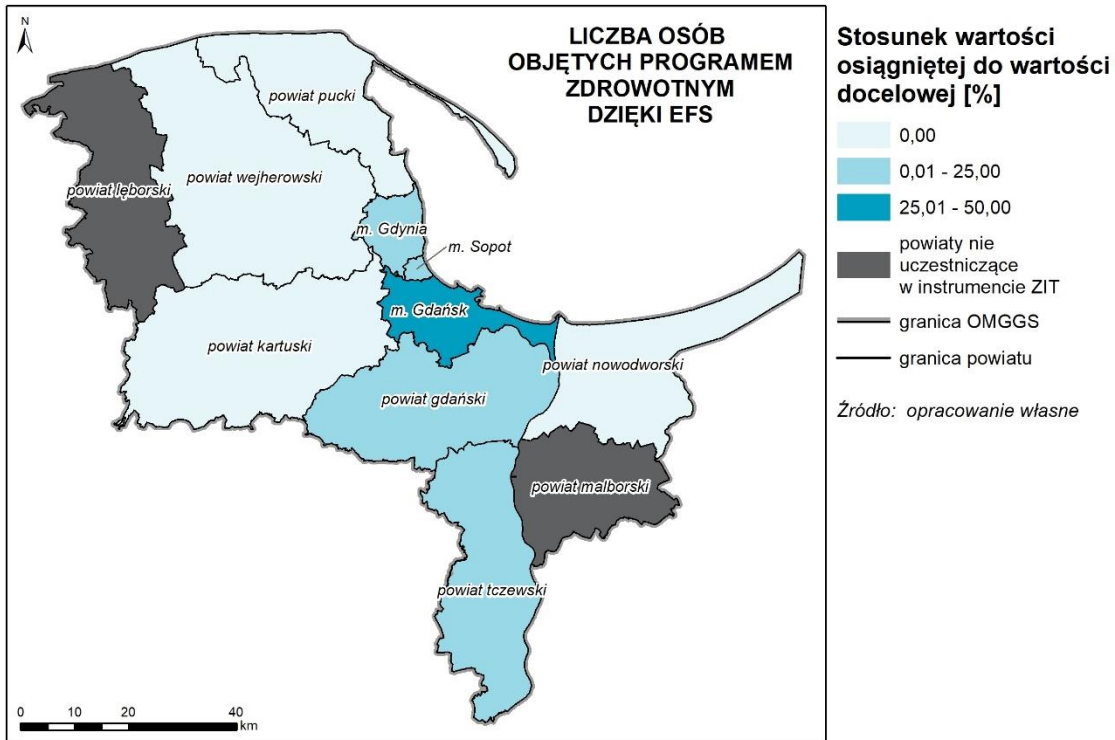 N
LICZBA OSÓB
OBJĘTYCH PROGRAMEM
ZDROWOTNYM
DZIĘKI EFS
powiat pucki
powiat wejherowski
powiat lęborski
m. Gdynia
m. Sopot
m. Gdańsk
powiat kartuski
powiat nowodworski
powiat gdański
powiat malborski
powiat tczewski
0 10 20 40
km
Stosunek wartości
osiągniętej do wartości
docelowej [%]
0,00
0,01 - 25,00
25,01 - 50,00
powiaty nie
uczestniczące
w instrumencie ZIT
granica OMGGS
granica powiatu
Źródło: opracowanie własne